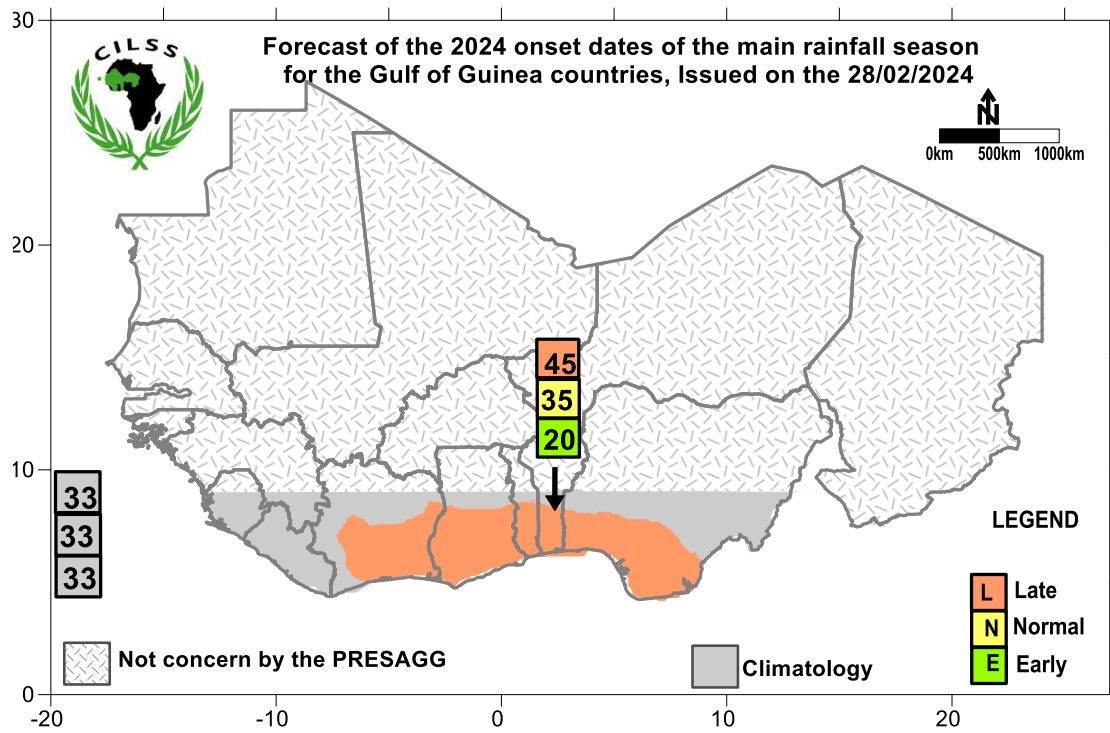 30
CILSS
Forecast of the 2024 onset dates of the main rainfall season
for the Gulf of Guinea countries, Issued on the 28/02/2024
N
0km 500km 1000km
20
45
35
20
10
33
33
33
LEGEND
L Late
N Normal
E Early
Not concern by the PRESAGG
Climatology
0
-20 -10 0 10 20